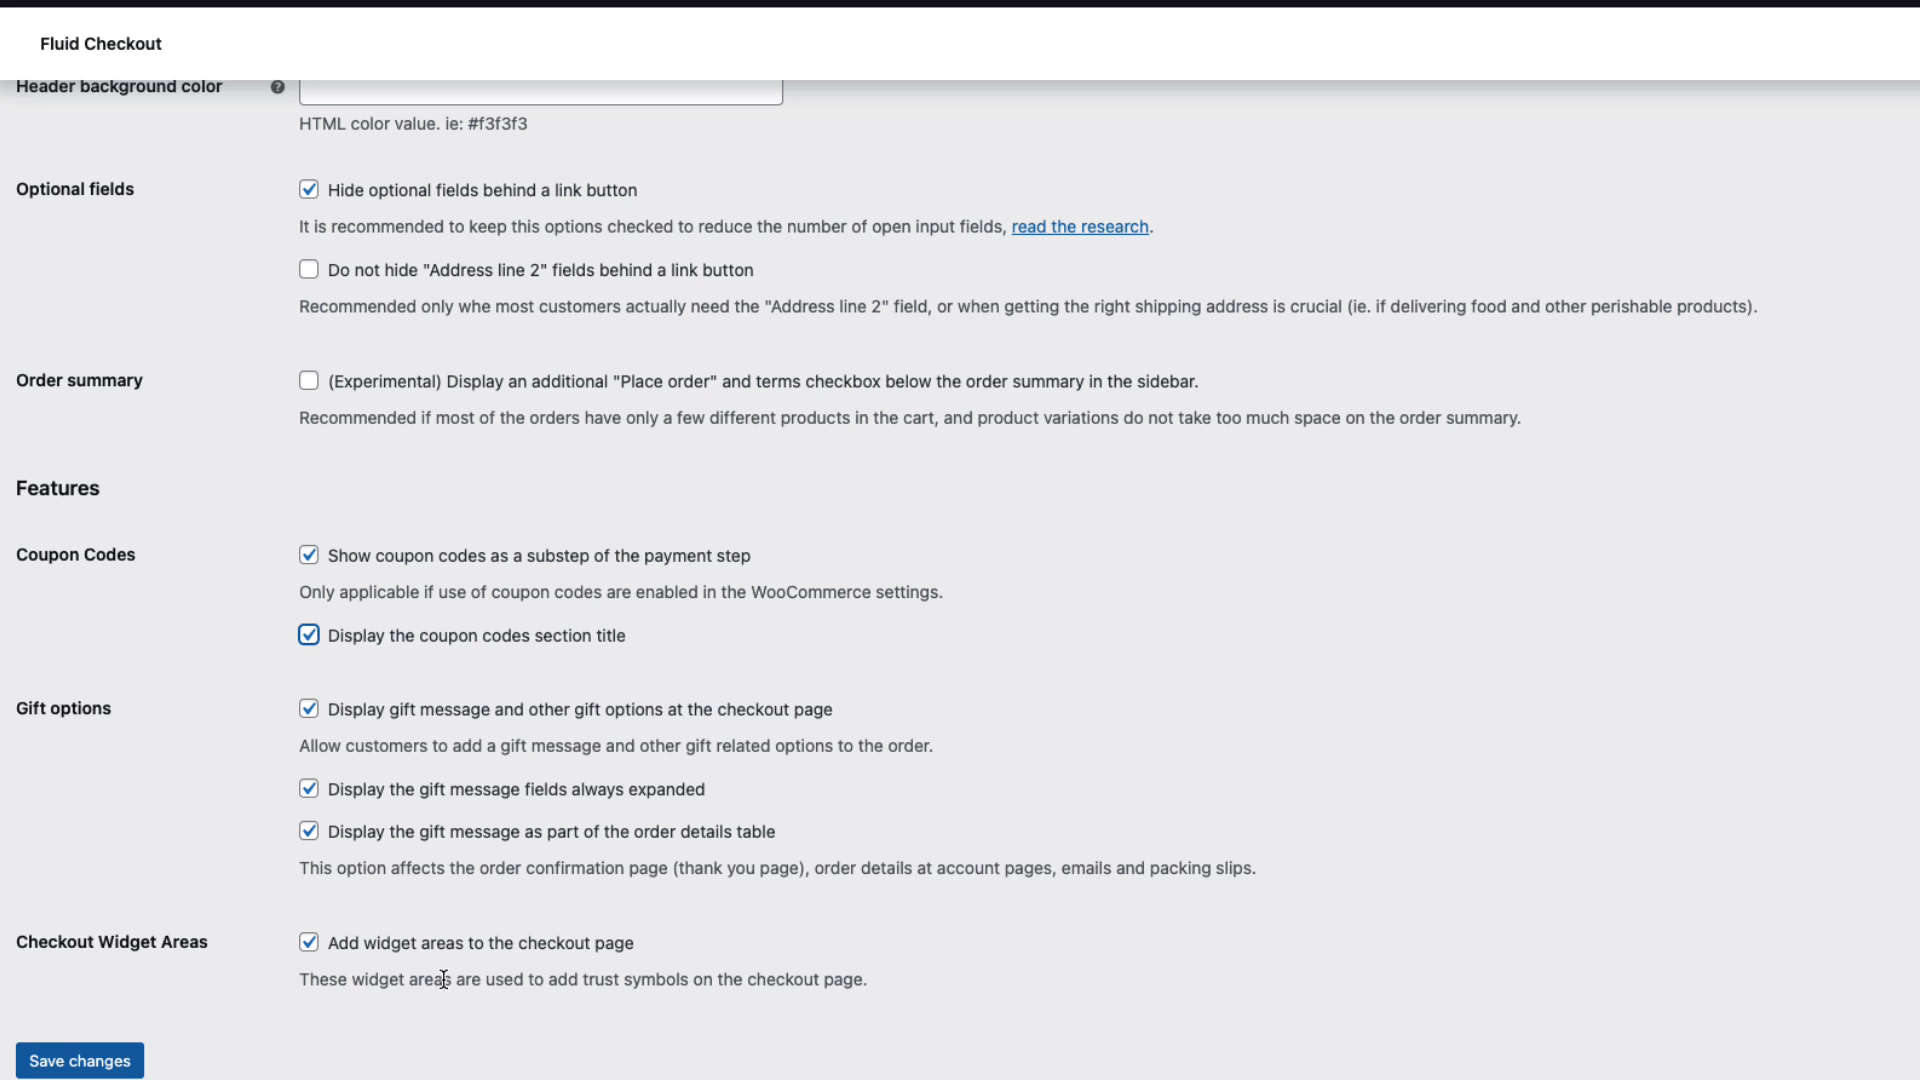 Fluid Checkout
Header background color
HTML color value. ie: #f3f3f3
Optional fields
Hide optional fields behind a link button
It is recommended to keep this options checked to reduce the number of open input fields, read the research.
Do not hide "Address line 2" fields behind a link button
Recommended only whe most customers actually need the "Address line 2" field, or when getting the right shipping address is crucial (ie. if delivering food and other perishable products).
Order summary
(Experimental) Display an additional "Place order" and terms checkbox below the order summary in the sidebar.
Recommended if most of the orders have only a few different products in the cart, and product variations do not take too much space on the order summary.
Features
Coupon Codes
Show coupon codes as a substep of the payment step
Only applicable if use of coupon codes are enabled in the WooCommerce settings.
Display the coupon codes section title
Gift options
Display gift message and other gift options at the checkout page
Allow customers to add a gift message and other gift related options to the order.
Display the gift message fields always expanded
Display the gift message as part of the order details table
This option affects the order confirmation page (thank you page), order details at account pages, emails and packing slips.
Checkout Widget Areas
Add widget areas to the checkout page
These widget areas are used to add trust symbols on the checkout page.
Save changes